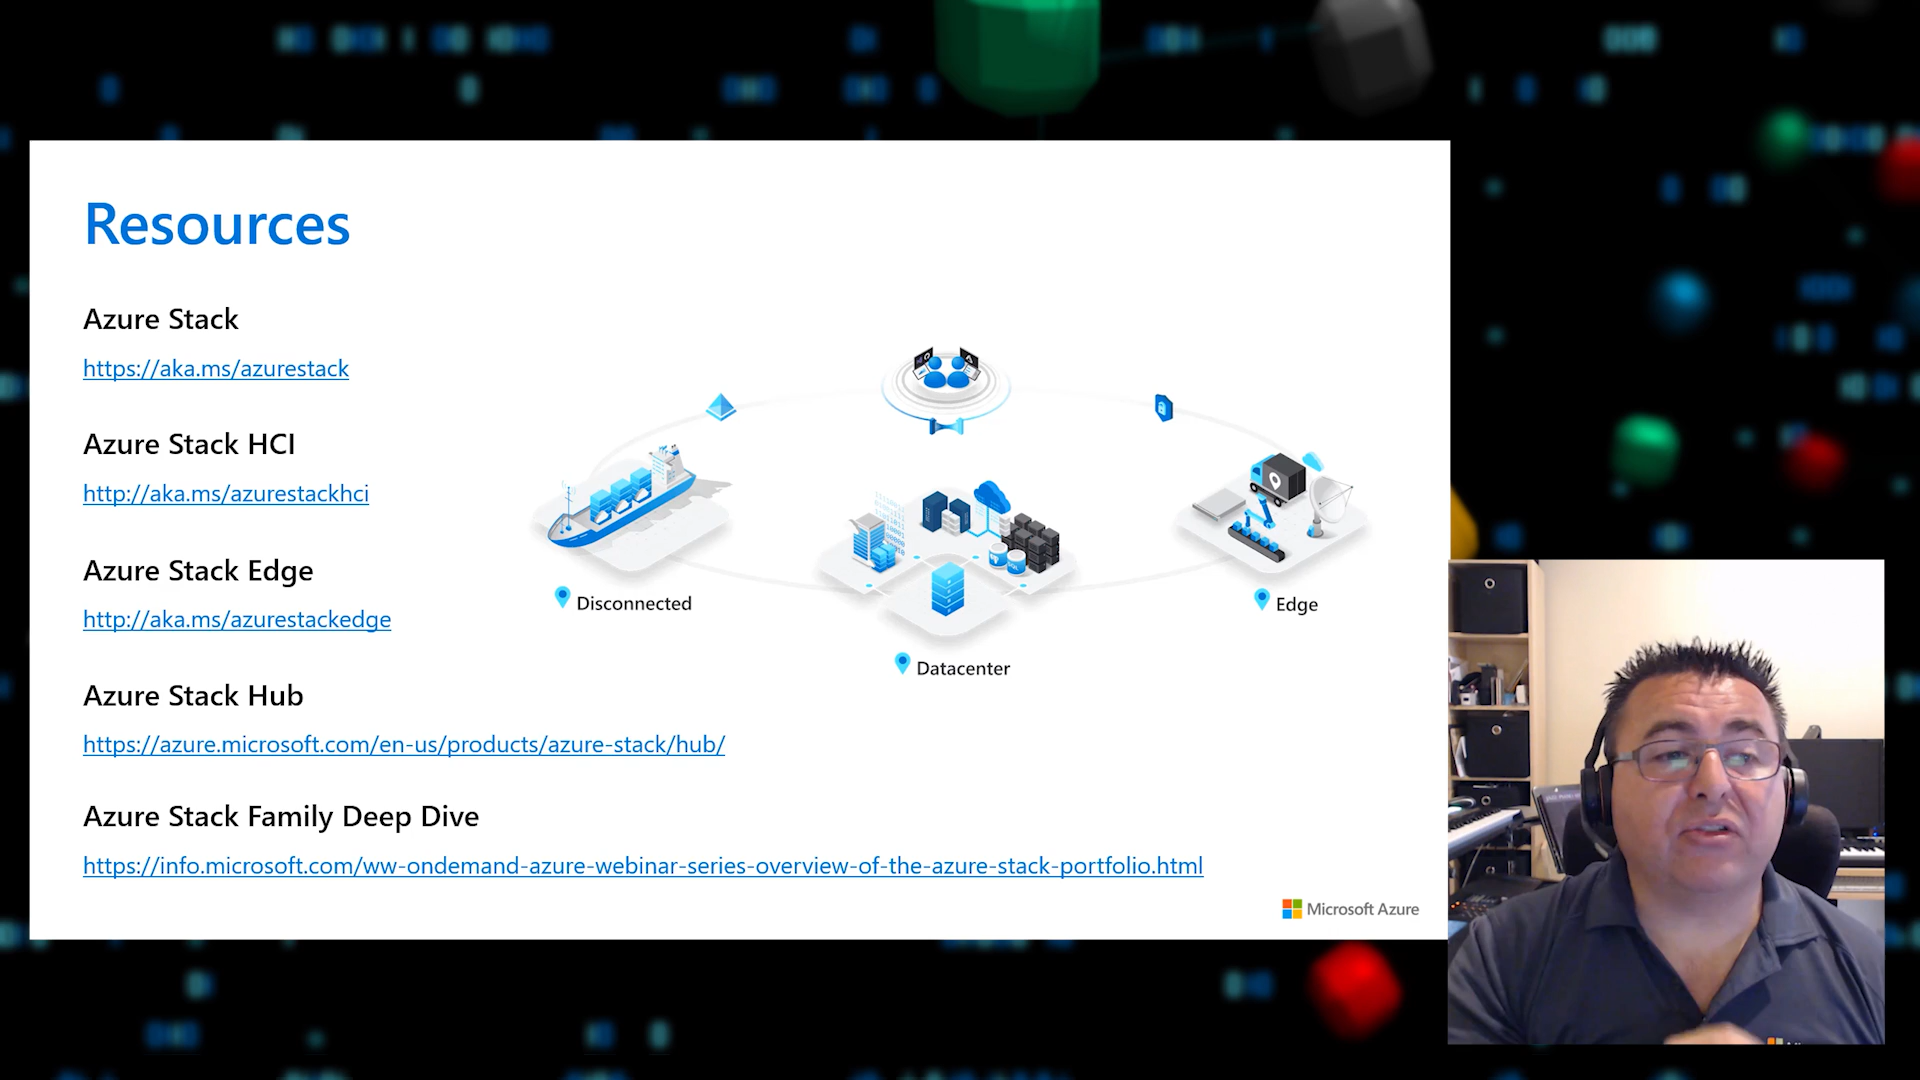 Resources
Azure Stack
https://aka.ms/azurestack
Azure Stack HCI
http://aka.ms/azurestackhci
Azure Stack Edge
http://aka.ms/azurestackedge
Azure Stack Hub
https://azure.microsoft.com/en-us/products/azure-stack/hub/
Azure Stack Family Deep Dive
https://info.microsoft.com/ww-ondemand-azure-webinar-series-overview-of-the-azure-stack-portfolio.html
Disconnected
Datacenter
Edge
Microsoft Azure